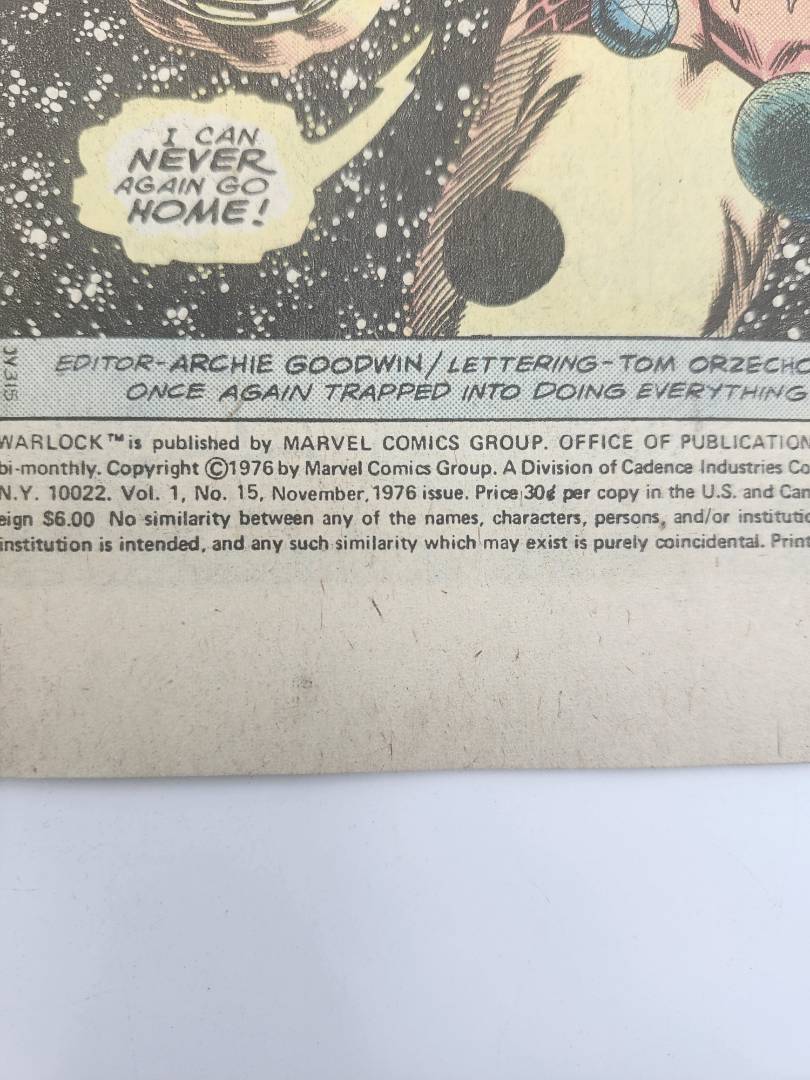 I CAN
NEVER
AGAIN GO
HOME!
JV315
EDITOR-ARCHIE GOODWIN/LETTERING-TOM ORZECHO
ONCE AGAIN TRAPPED INTO DOING EVERYTHING
WARLOCK™ is published by MARVEL COMICS GROUP. OFFICE OF PUBLICATION
bi-monthly. Copyright ©1976 by Marvel Comics Group. A Division of Cadence Industries Co
N.Y. 10022. Vol. 1, No. 15, November, 1976 issue. Price 30¢ per copy in the U.S. and Can
eign $6.00 No similarity between any of the names, characters, persons, and/or institutio
institution is intended, and any such similarity which may exist is purely coincidental. Print